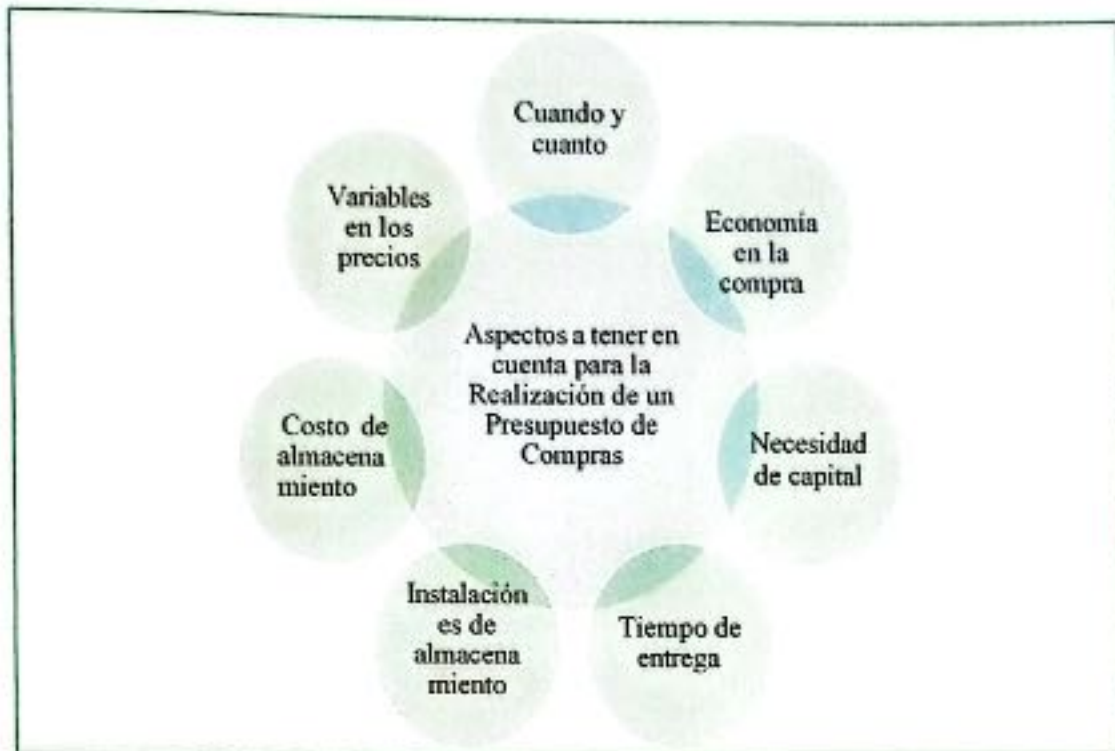 Cuando y
cuanto
Economía
en la
compra
Necesidad
de capital
Tiempo de
entrega
Instalación
es de
almacena
miento
Costo de
almacena
miento
Variables
en los
precios
Aspectos a tener en
cuenta para la
Realización de un
Presupuesto de
Compras